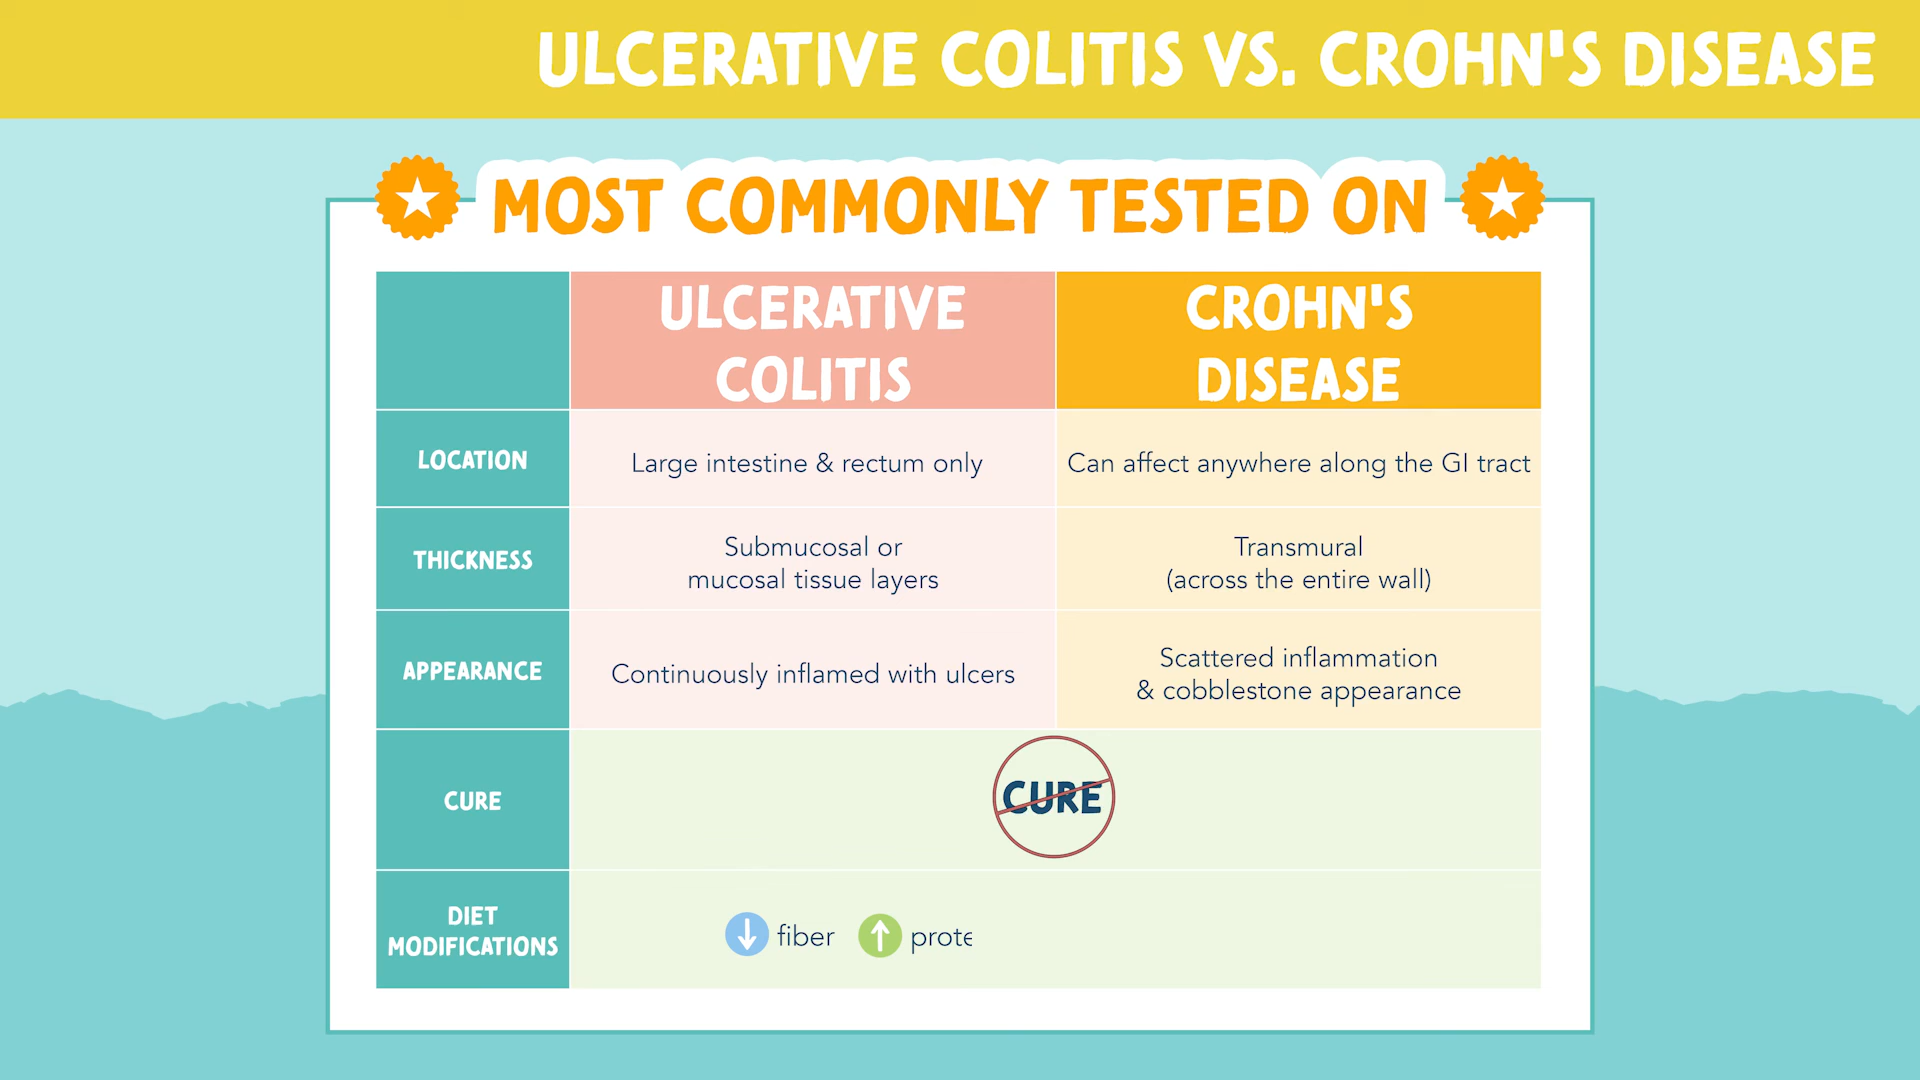 ULCERATIVE COLITIS VS. CROHN'S DISEASE
MOST COMMONLY TESTED ON
ULCERATIVE
COLITIS
CROHN'S
DISEASE
LOCATION
Large intestine & rectum only
Can affect anywhere along the GI tract
THICKNESS
Submucosal or
mucosal tissue layers
Transmural
(across the entire wall)
APPEARANCE
Continuously inflamed with ulcers
Scattered inflammation
& cobblestone appearance
CURE
CURE
DIET
MODIFICATIONS
fiber
prote